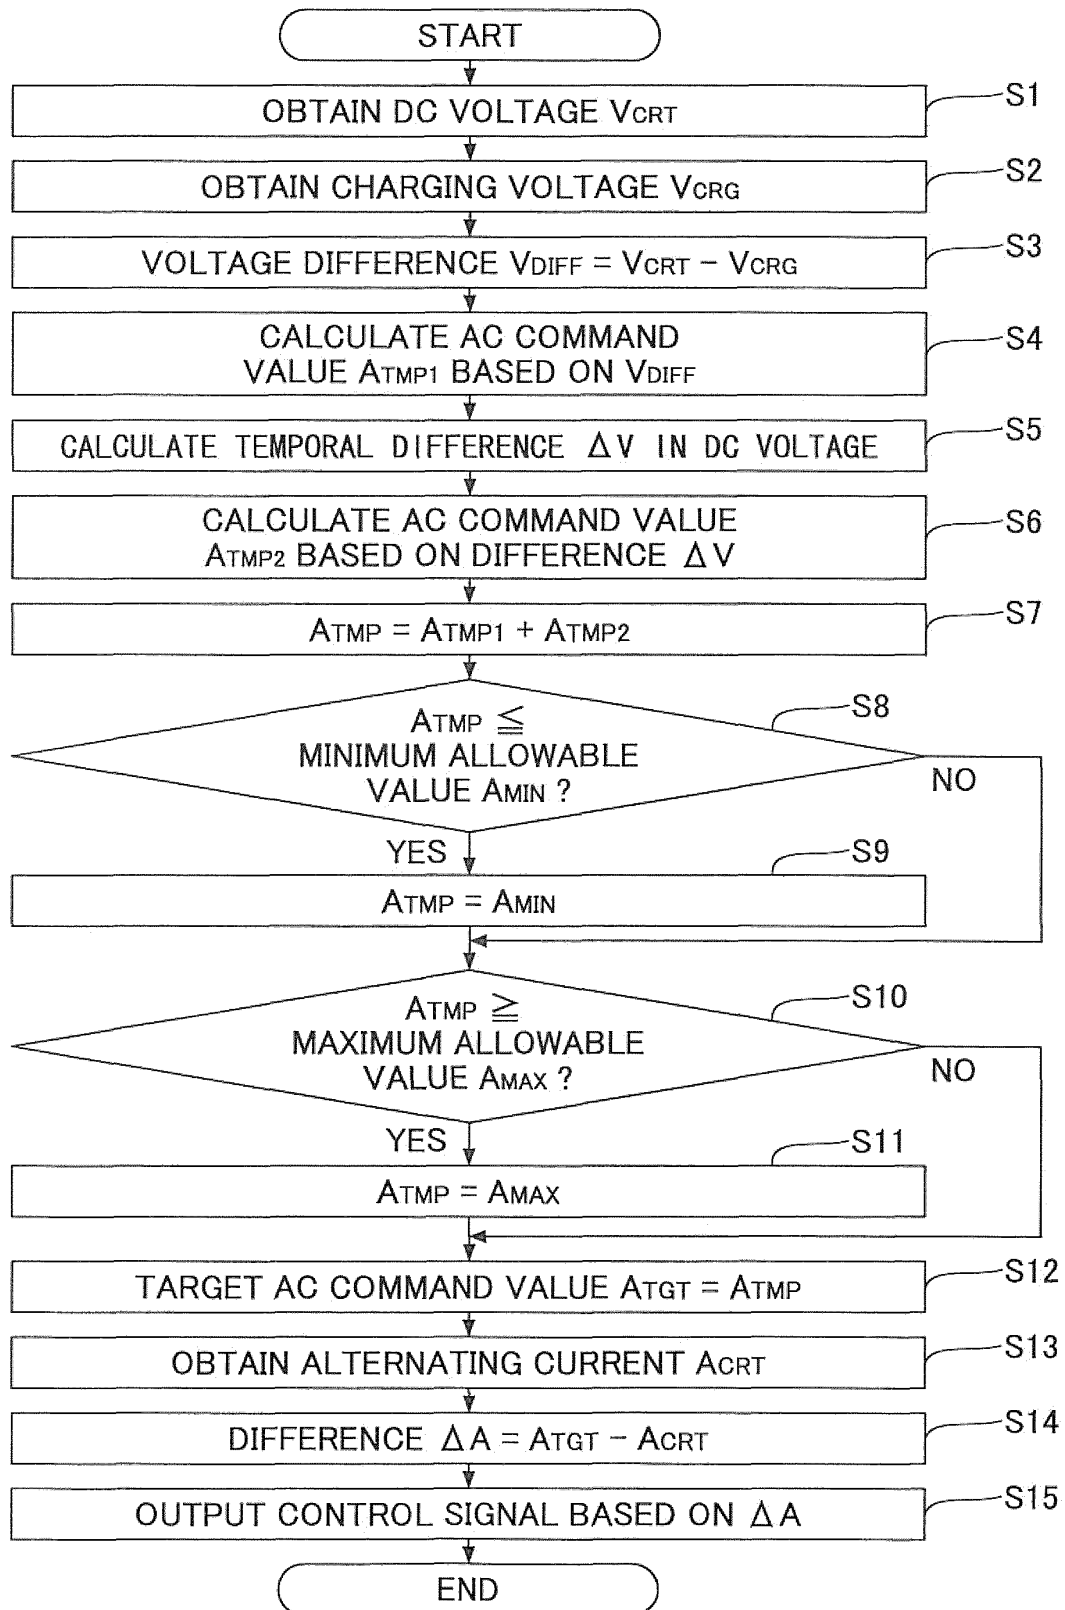 START
OBTAIN DC VOLTAGE VCRT
S1
OBTAIN CHARGING VOLTAGE VCRG
S2
VOLTAGE DIFFERENCE VDIFF = VCRT - VCRG
S3
CALCULATE AC COMMAND
VALUE ATMP1 BASED ON VDIFF
S4
CALCULATE TEMPORAL DIFFERENCE ΔV IN DC VOLTAGE
S5
CALCULATE AC COMMAND VALUE
ATMP2 BASED ON DIFFERENCE ΔV
S6
ATMP = ATMP1 + ATMP2
S7
ATMP ≦
MINIMUM ALLOWABLE
VALUE AMIN ?
S8
NO
YES
S9
ATMP = AMIN
ATMP ≧
MAXIMUM ALLOWABLE
VALUE AMAX ?
S10
NO
YES
S11
ATMP = AMAX
TARGET AC COMMAND VALUE ATGT = ATMP
S12
OBTAIN ALTERNATING CURRENT ACRT
S13
DIFFERENCE ΔA = ATGT - ACRT
S14
OUTPUT CONTROL SIGNAL BASED ON ΔA
S15
END